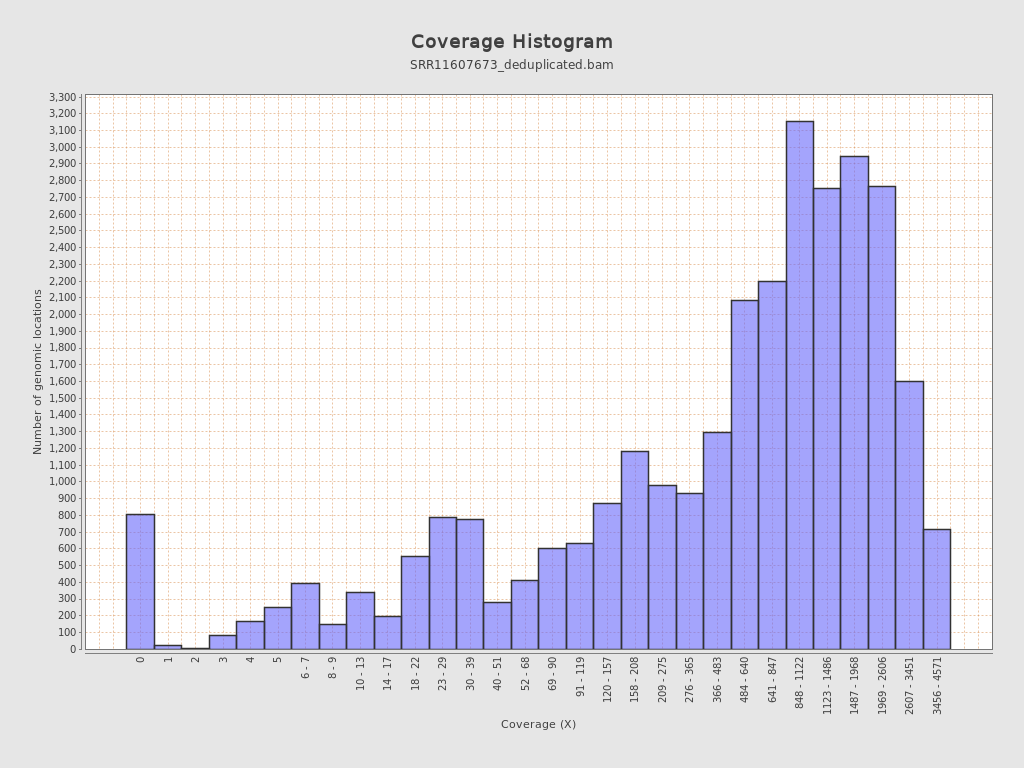 Coverage Histogram
SRR11607673_deduplicated.bam
Number of genomic locations
3,300
3,200
3,100
3,000
2,900
2,800
2,700
2,600
2,500
2,400
2,300
2,200
2,100
2,000
1,900
1,800
1,700
1,600
1,500
1,400
1,300
1,200
1,100
1,000
900
800
700
600
500
400
300
200
100
0
0
1
2
3
4
5
6 - 7
8 - 9
10 - 13
14 - 17
18 - 22
23 - 29
30 - 39
40 - 51
52 - 68
69 - 90
91 - 119
120 - 157
158 - 208
209 - 275
276 - 365
366 - 483
484 - 640
641 - 847
848 - 1122
1123 - 1486
1487 - 1968
1969 - 2606
2607 - 3451
3456 - 4571
Coverage (X)